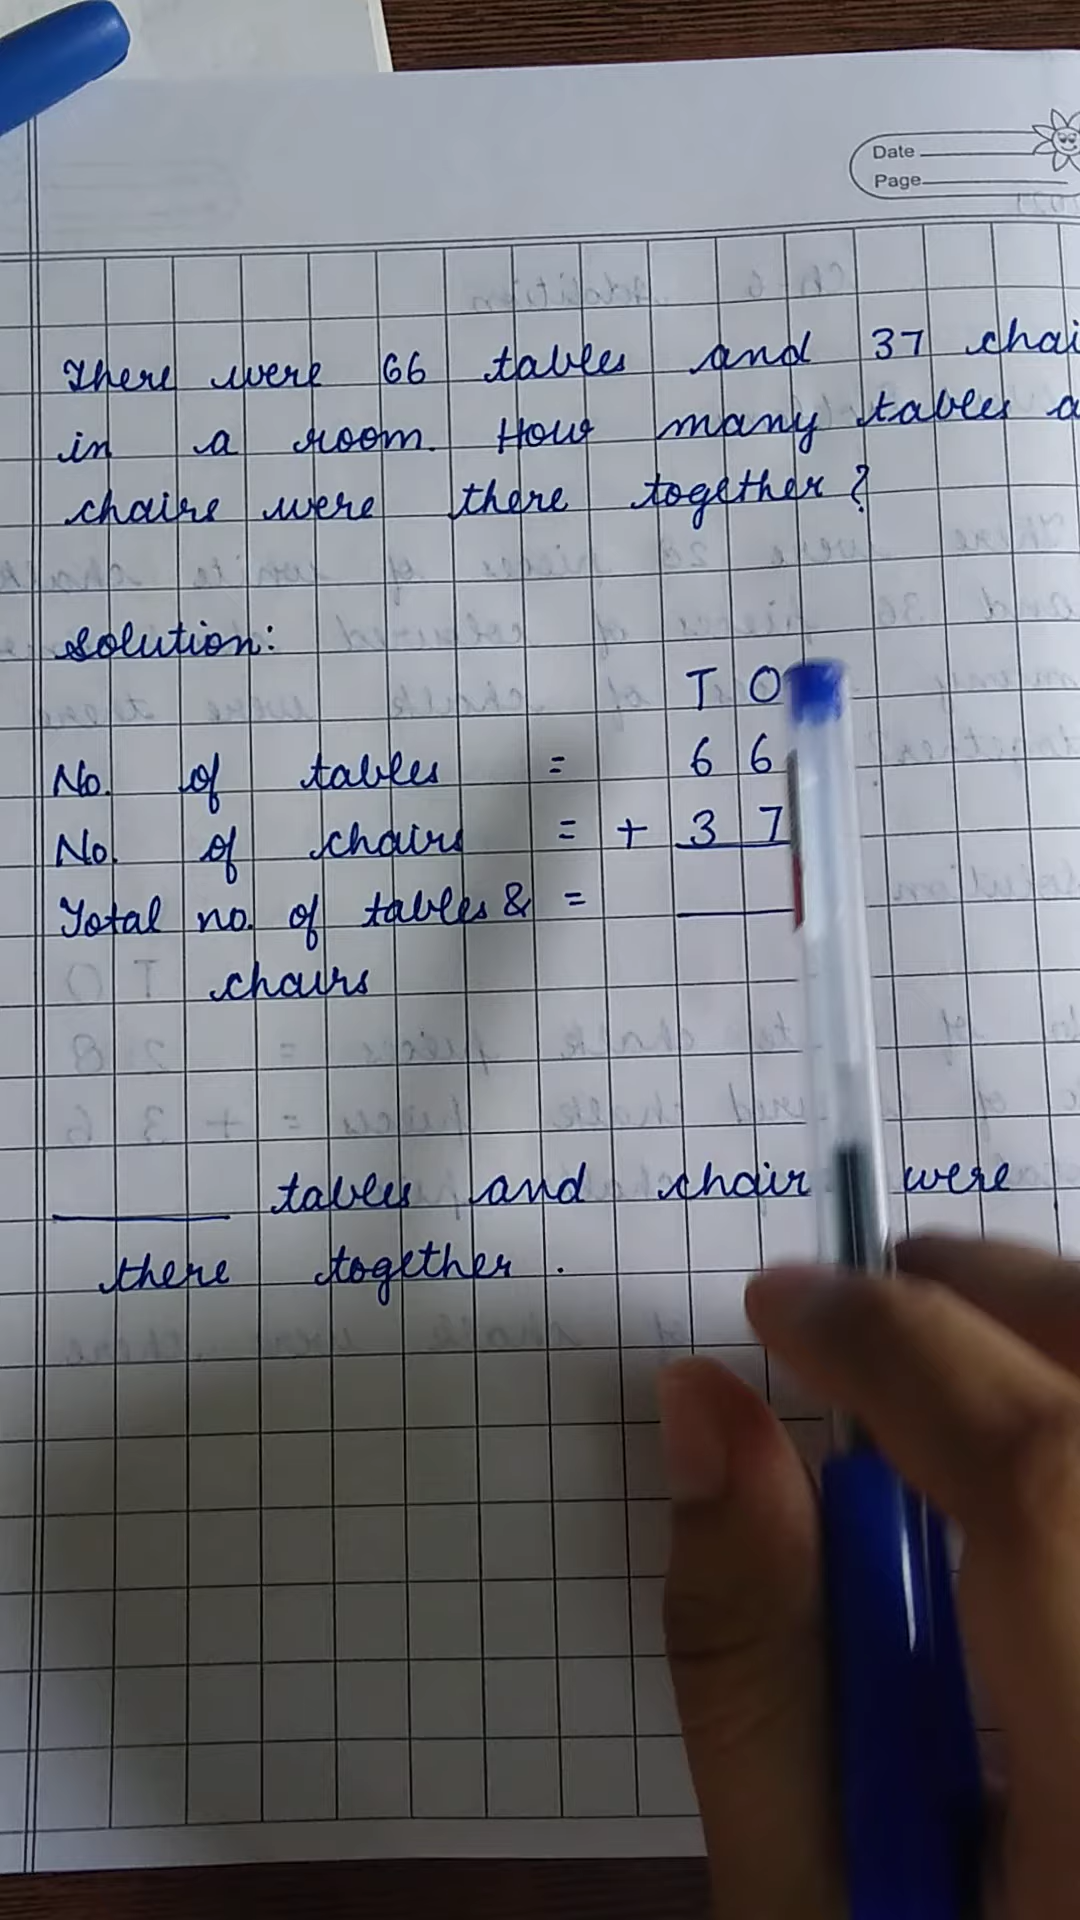 Date
Page
There were 66 tables and 37 chai
in a room. How many tables a
chairs were there together?
solution:
T O
No. of tables = 6 6
No. of chairs = + 3 7
Total no. of tables & =
chairs
tables and chair were
there together.